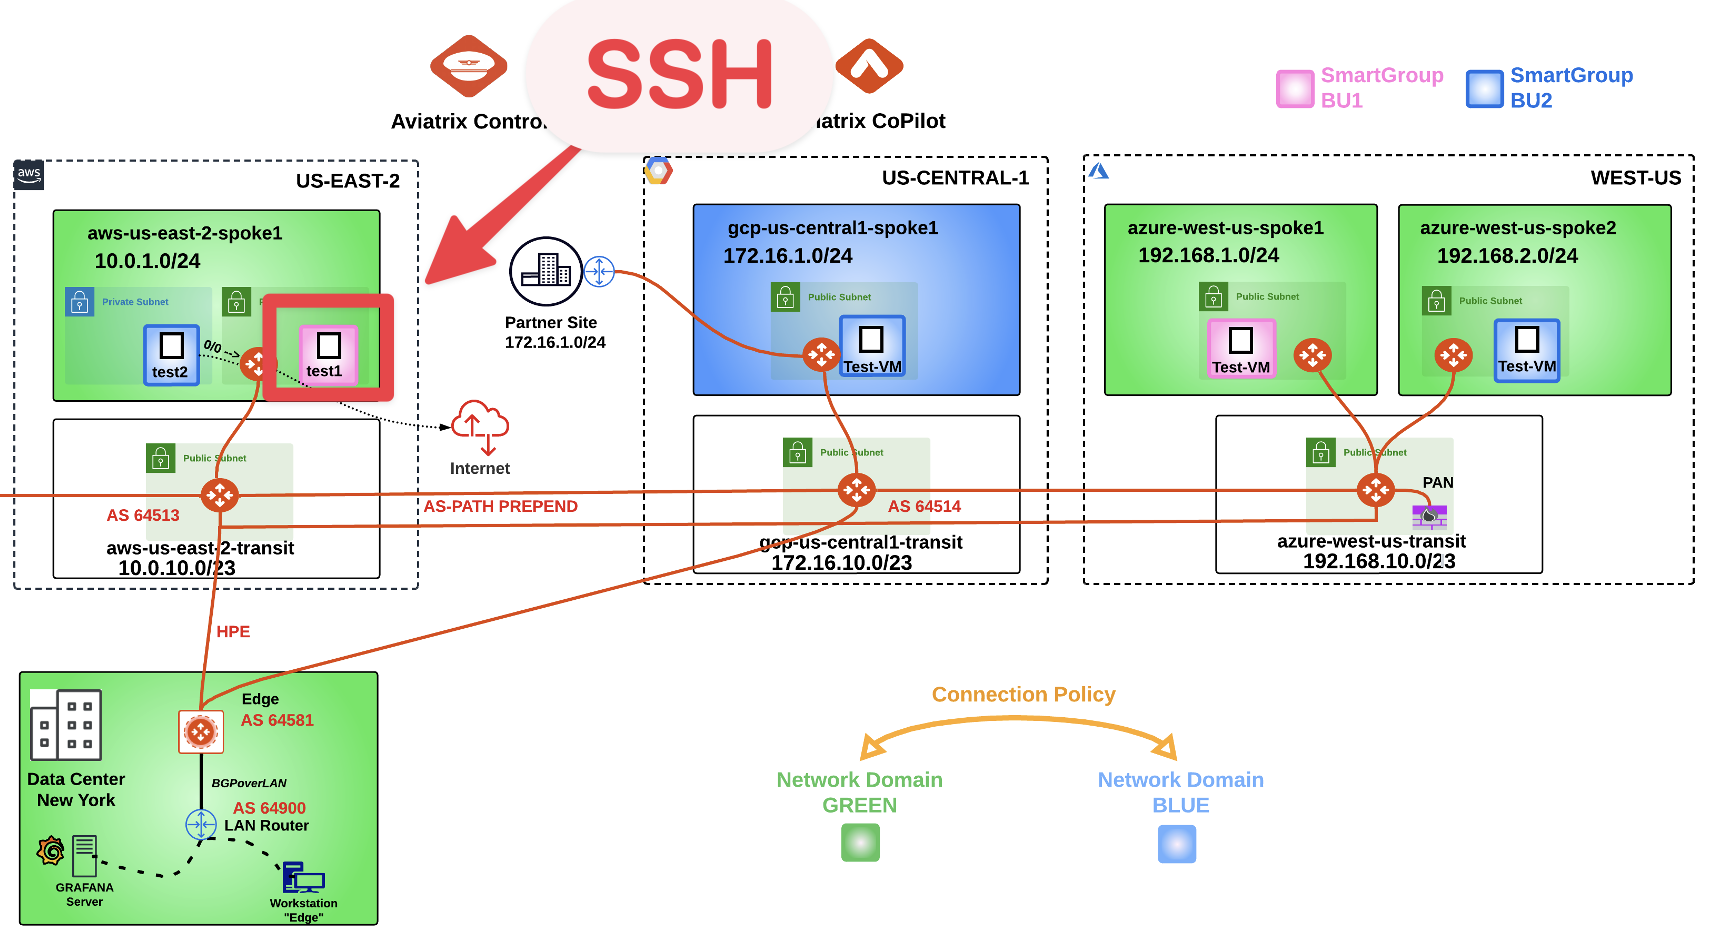 SSH
Aviatrix Contro
iatrix CoPilot
SmartGroup
BU1
SmartGroup
BU2
aws
US-EAST-2
aws-us-east-2-spoke1
10.0.1.0/24
Private Subnet
P
test2
0/0 -->
test1
Internet
Public Subnet
AS 64513
aws-us-east-2-transit
10.0.10.0/23
AS-PATH PREPEND
HPE
Partner Site
172.16.1.0/24
US-CENTRAL-1
gcp-us-central1-spoke1
172.16.1.0/24
Public Subnet
Test-VM
Public Subnet
AS 64514
gcp-us-central1-transit
172.16.10.0/23
WEST-US
azure-west-us-spoke1
192.168.1.0/24
Public Subnet
Test-VM
azure-west-us-spoke2
192.168.2.0/24
Public Subnet
Test-VM
Public Subnet
PAN
azure-west-us-transit
192.168.10.0/23
Edge
AS 64581
Data Center
New York
BGPoverLAN
AS 64900
LAN Router
GRAFANA
Server
Workstation
"Edge"
Connection Policy
Network Domain
GREEN
Network Domain
BLUE